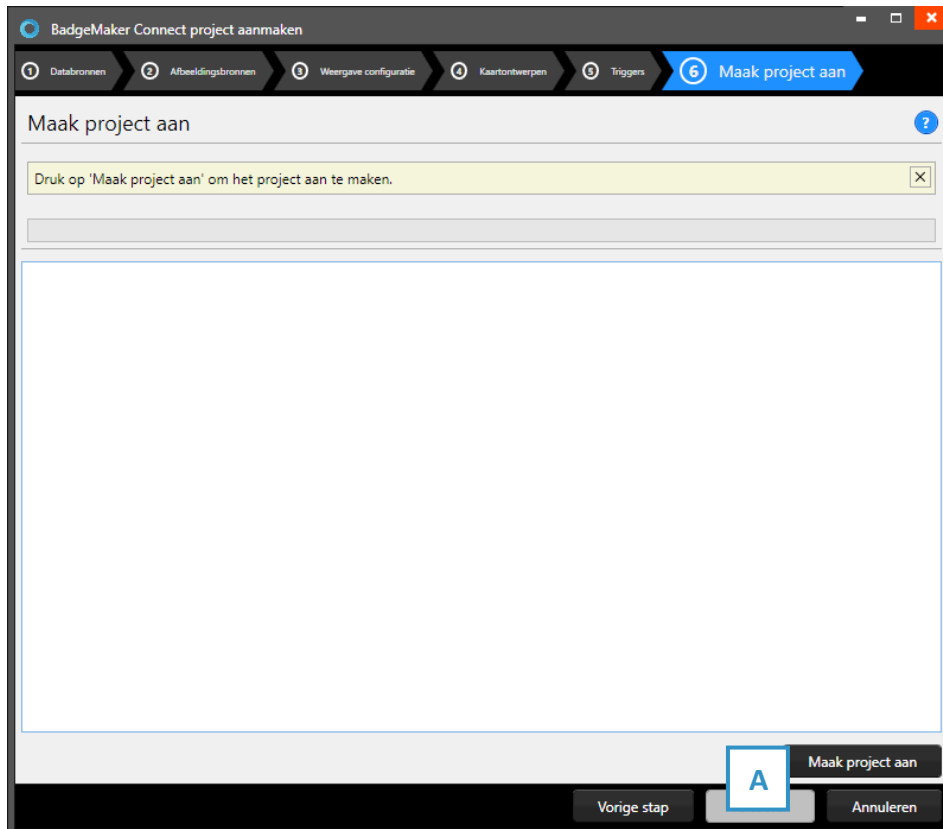 BadgeMaker Connect project aanmaken
1 Databronnen 2 Afbeeldingsbronnen 3 Weergave configuratie 4 Kaartontwerpen 5 Triggers 6 Maak project aan
Maak project aan ?
Druk op 'Maak project aan' om het project aan te maken.
Maak project aan
A
Vorige stap Annuleren